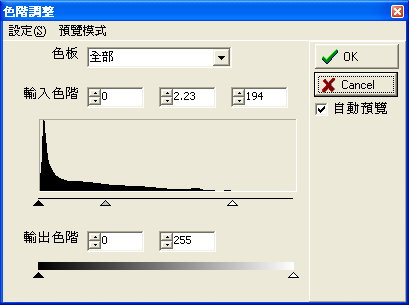 色階調整
設定(S) 預覽模式
色板 全部
OK
輸入色階 0 2.23 194
Cancel
自動預覽
輸出色階 0 255